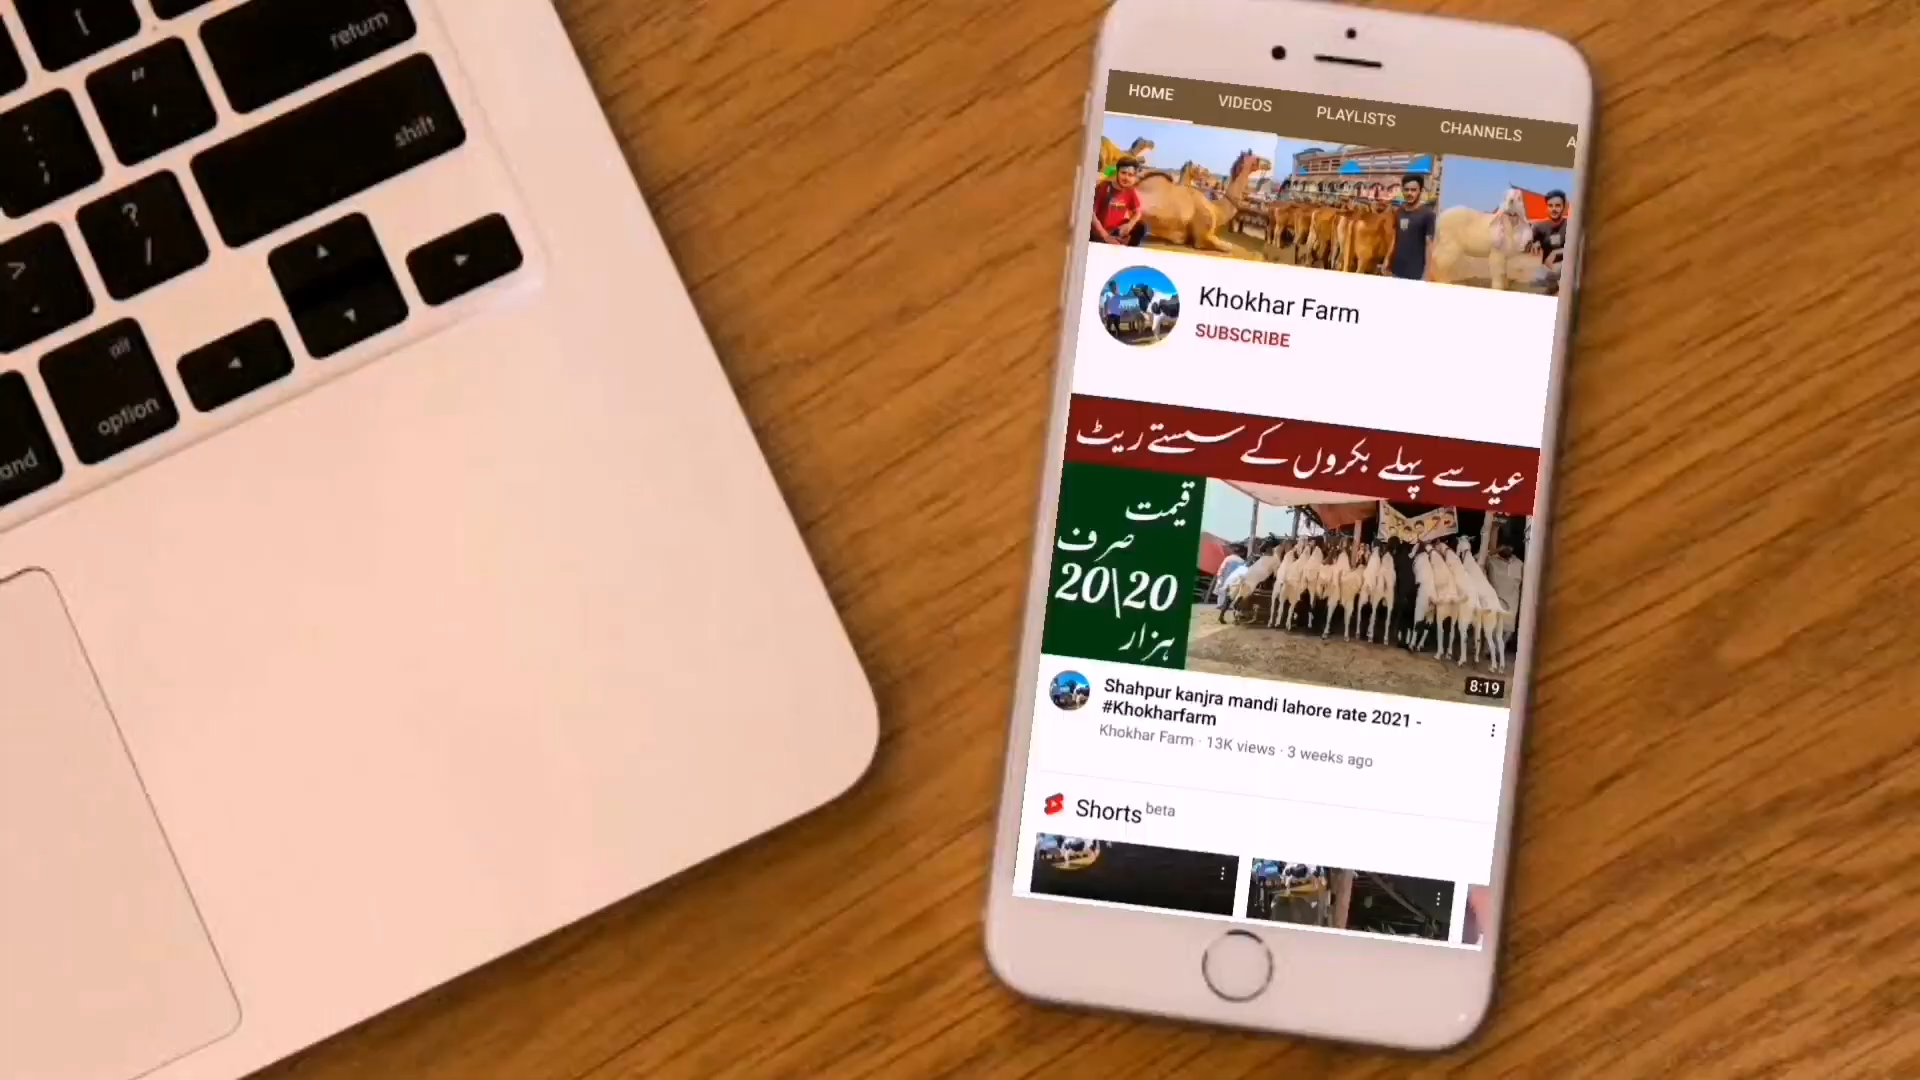 [
return
"
,
shift
:
;
?
/
>
.
alt
option
and
HOME VIDEOS PLAYLISTS CHANNELS A
Khokhar Farm
SUBSCRIBE
عید سے پہلے بکروں کے سستے ریٹ
قیمت
صرف
20\20
ہزار
8:19
Shahpur kanjra mandi lahore rate 2021 -
#Khokharfarm
Khokhar Farm · 13K views · 3 weeks ago
Shorts beta